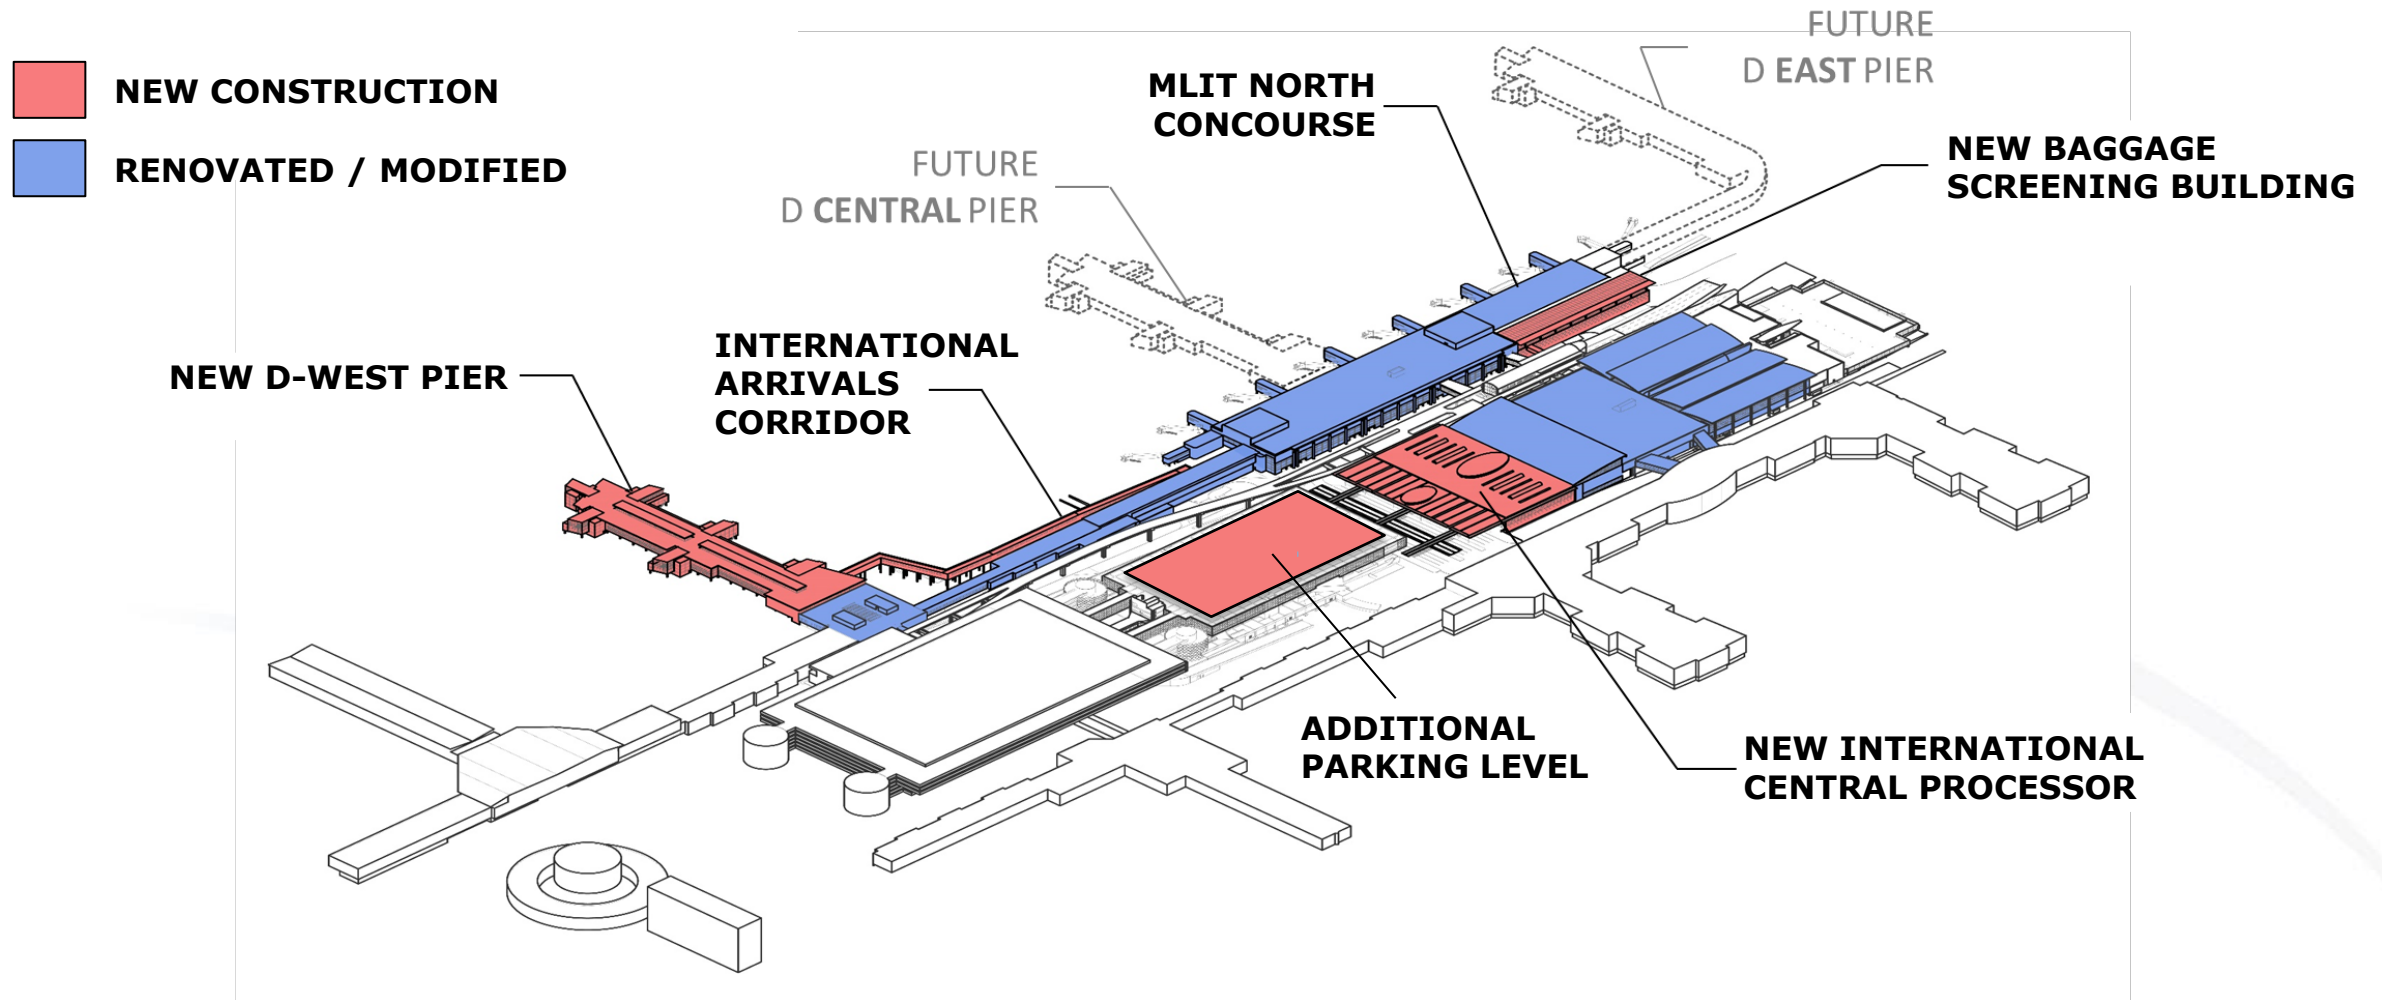 NEW CONSTRUCTION
RENOVATED / MODIFIED
FUTURE
D EAST PIER
MLIT NORTH
CONCOURSE
NEW BAGGAGE
SCREENING BUILDING
FUTURE
D CENTRAL PIER
INTERNATIONAL
ARRIVALS
CORRIDOR
NEW D-WEST PIER
ADDITIONAL
PARKING LEVEL
NEW INTERNATIONAL
CENTRAL PROCESSOR